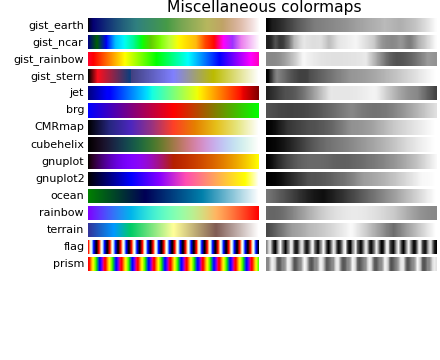 Miscellaneous colormaps
gist_earth
gist_ncar
gist_rainbow
gist_stern
jet
brg
CMRmap
cubehelix
gnuplot
gnuplot2
ocean
rainbow
terrain
flag
prism